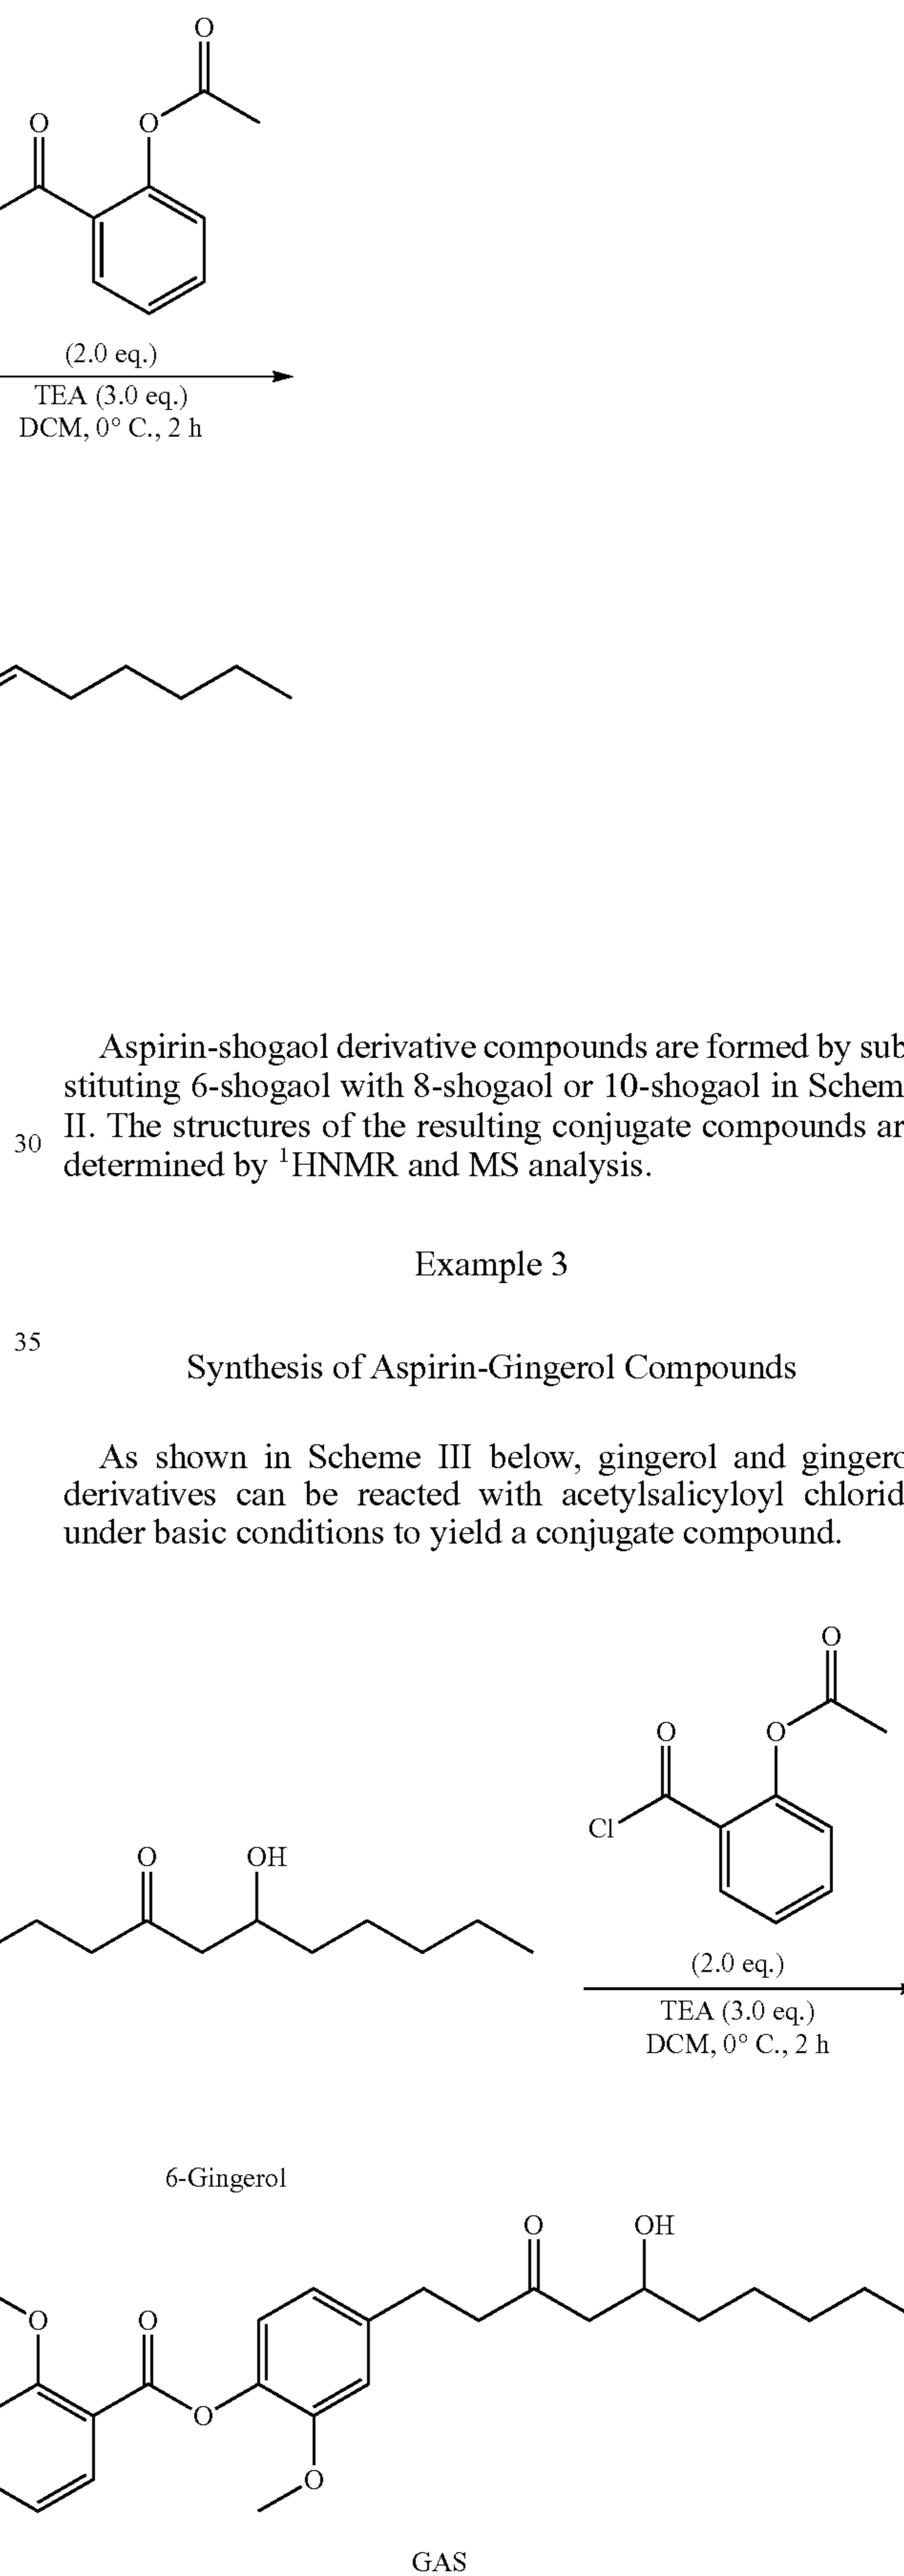 O
O
O
(2.0 eq.)
TEA (3.0 eq.)
DCM, 0° C., 2 h
Aspirin-shogaol derivative compounds are formed by sub
stituting 6-shogaol with 8-shogaol or 10-shogaol in Schem
30 II. The structures of the resulting conjugate compounds ar
determined by ¹HNMR and MS analysis.
Example 3
35
Synthesis of Aspirin-Gingerol Compounds
As shown in Scheme III below, gingerol and gingero
derivatives can be reacted with acetylsalicyloyl chlorid
under basic conditions to yield a conjugate compound.
O
O O
Cl
O OH
(2.0 eq.)
TEA (3.0 eq.)
DCM, 0° C., 2 h
6-Gingerol
O OH
O O
O
O
GAS